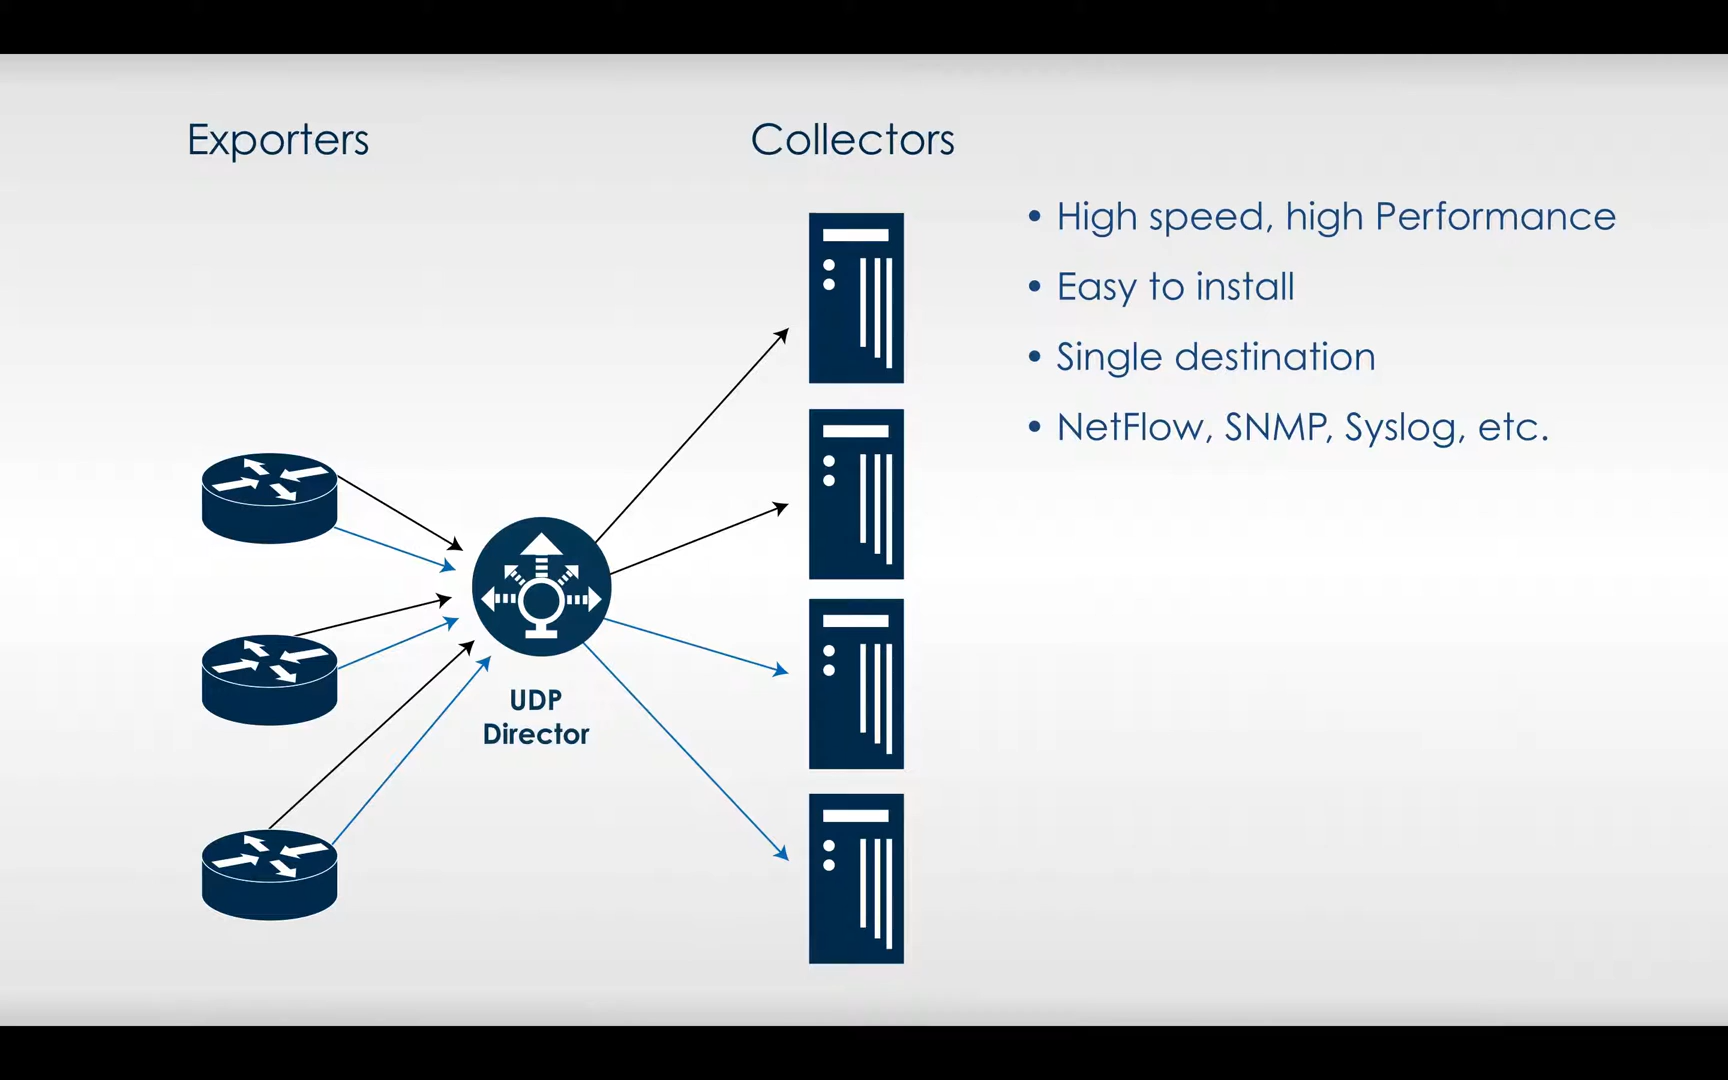 Exporters
Collectors
• High speed, high Performance
• Easy to install
• Single destination
• NetFlow, SNMP, Syslog, etc.
UDP
Director